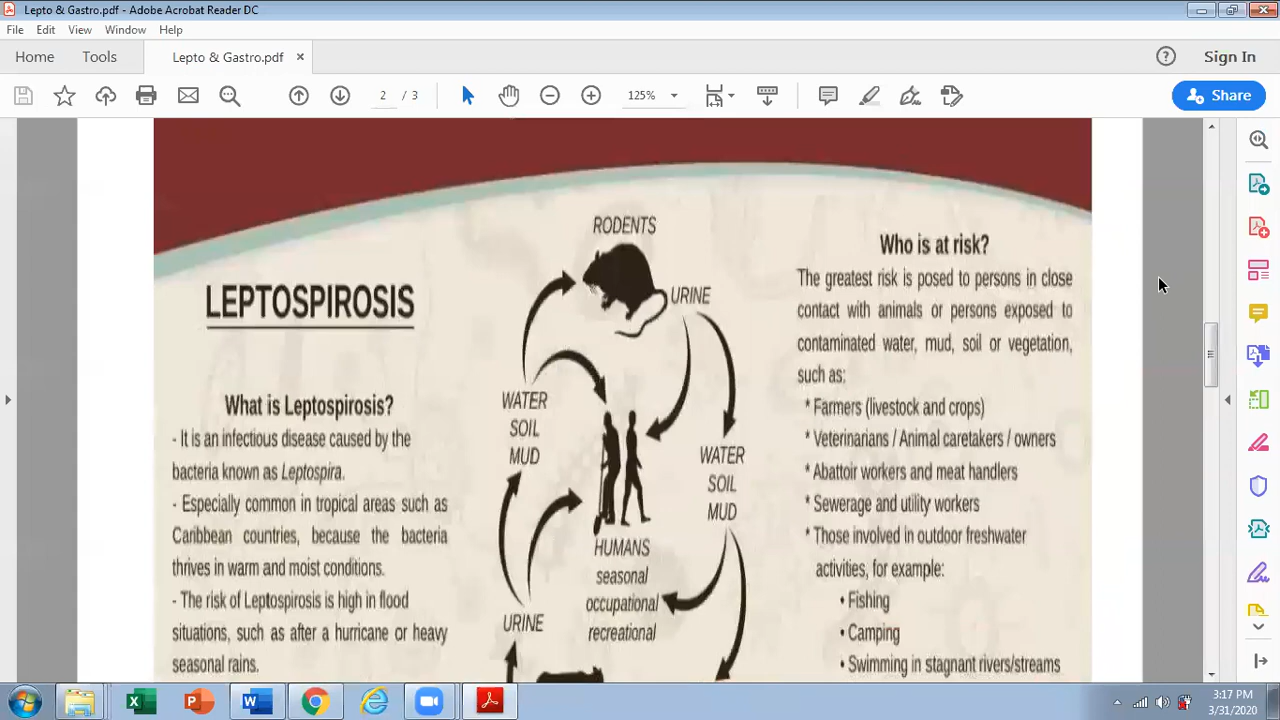 Lepto & Gastro.pdf - Adobe Acrobat Reader DC
File Edit View Window Help
Home Tools Lepto & Gastro.pdf × ? Sign In
2 / 3 125% Share
LEPTOSPIROSIS
What is Leptospirosis?
- It is an infectious disease caused by the
bacteria known as Leptospira.
- Especially common in tropical areas such as
Caribbean countries, because the bacteria
thrives in warm and moist conditions.
- The risk of Leptospirosis is high in flood
situations, such as after a hurricane or heavy
seasonal rains.
RODENTS
URINE
WATER
SOIL
MUD
WATER
SOIL
MUD
HUMANS
seasonal
occupational
recreational
URINE
Who is at risk?
The greatest risk is posed to persons in close
contact with animals or persons exposed to
contaminated water, mud, soil or vegetation,
such as:
* Farmers (livestock and crops)
* Veterinarians / Animal caretakers / owners
* Abattoir workers and meat handlers
* Sewerage and utility workers
* Those involved in outdoor freshwater
activities, for example:
• Fishing
• Camping
• Swimming in stagnant rivers/streams
3:17 PM
3/31/2020